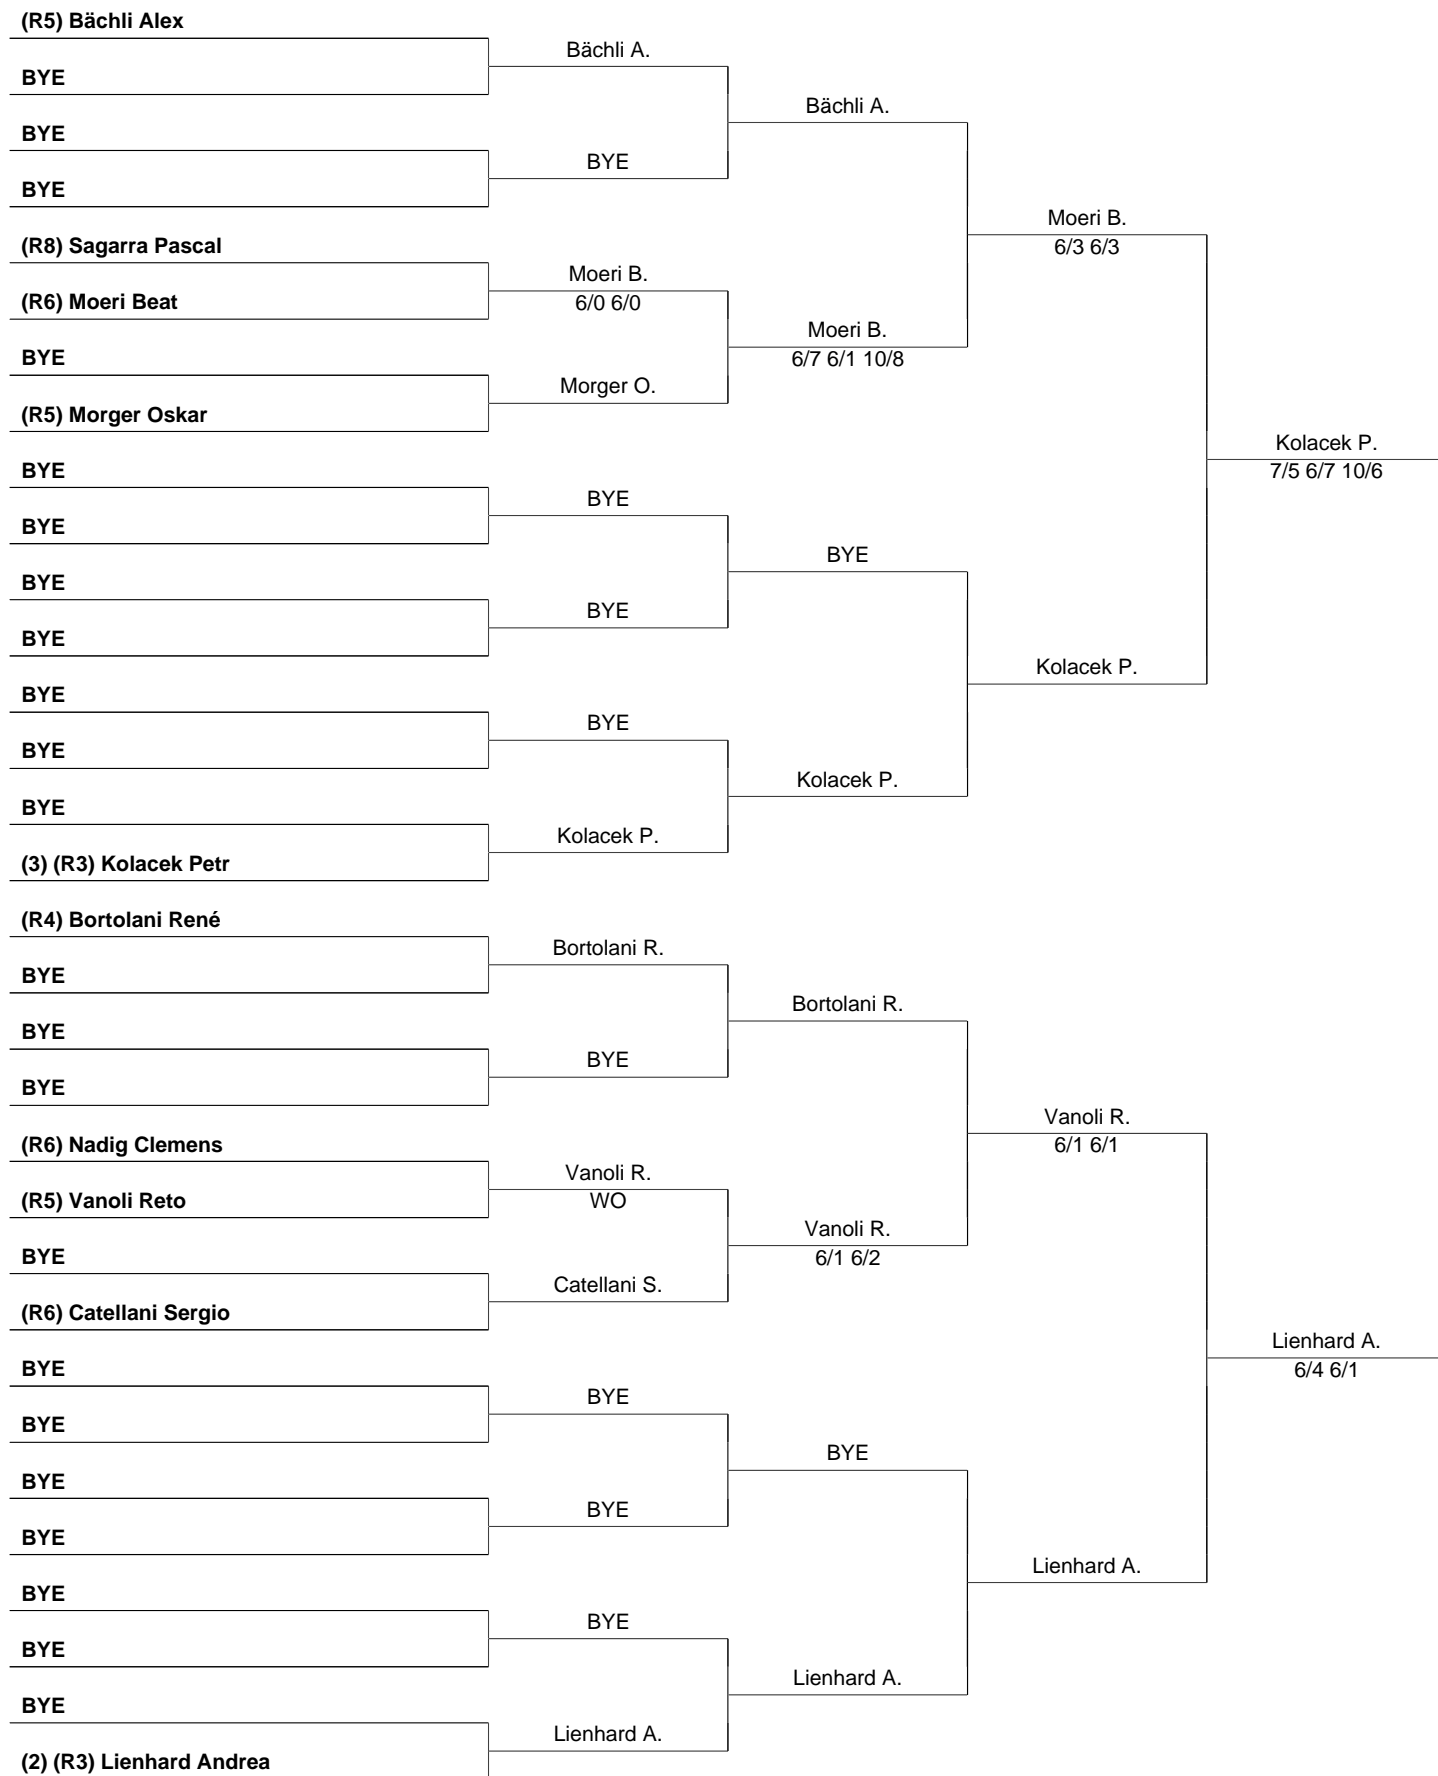 (R5) Bächli Alex
Bächli A.
BYE
Bächli A.
BYE
BYE
BYE
Moeri B.
6/3 6/3
(R8) Sagarra Pascal
Moeri B.
6/0 6/0
(R6) Moeri Beat
Moeri B.
6/7 6/1 10/8
BYE
Morger O.
(R5) Morger Oskar
Kolacek P.
7/5 6/7 10/6
BYE
BYE
BYE
BYE
BYE
BYE
BYE
Kolacek P.
BYE
BYE
BYE
Kolacek P.
BYE
Kolacek P.
(3) (R3) Kolacek Petr
(R4) Bortolani René
Bortolani R.
BYE
Bortolani R.
BYE
BYE
BYE
Vanoli R.
6/1 6/1
(R6) Nadig Clemens
Vanoli R.
WO
(R5) Vanoli Reto
Vanoli R.
6/1 6/2
BYE
Catellani S.
(R6) Catellani Sergio
Lienhard A.
6/4 6/1
BYE
BYE
BYE
BYE
BYE
BYE
BYE
Lienhard A.
BYE
BYE
BYE
Lienhard A.
BYE
Lienhard A.
(2) (R3) Lienhard Andrea